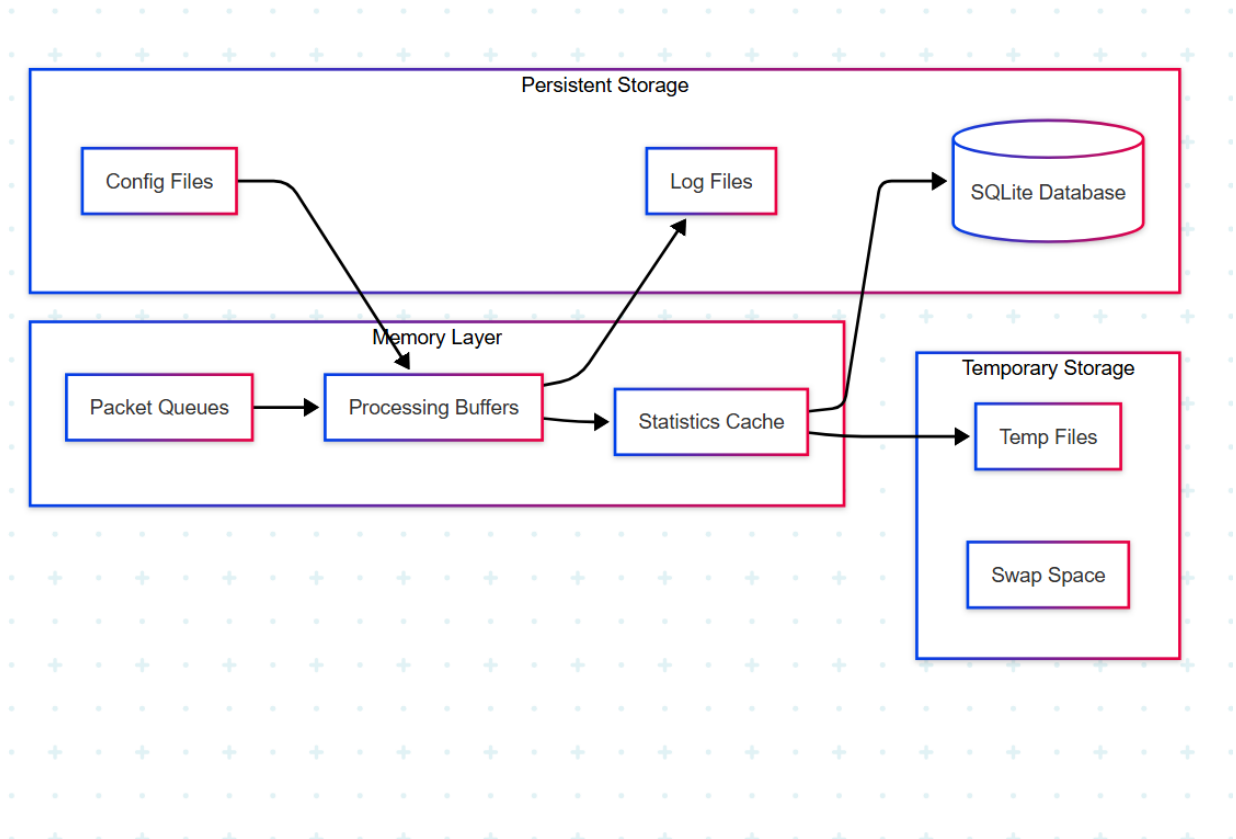 Persistent Storage
Config Files
Log Files
SQLite Database
Memory Layer
Packet Queues
Processing Buffers
Statistics Cache
Temporary Storage
Temp Files
Swap Space